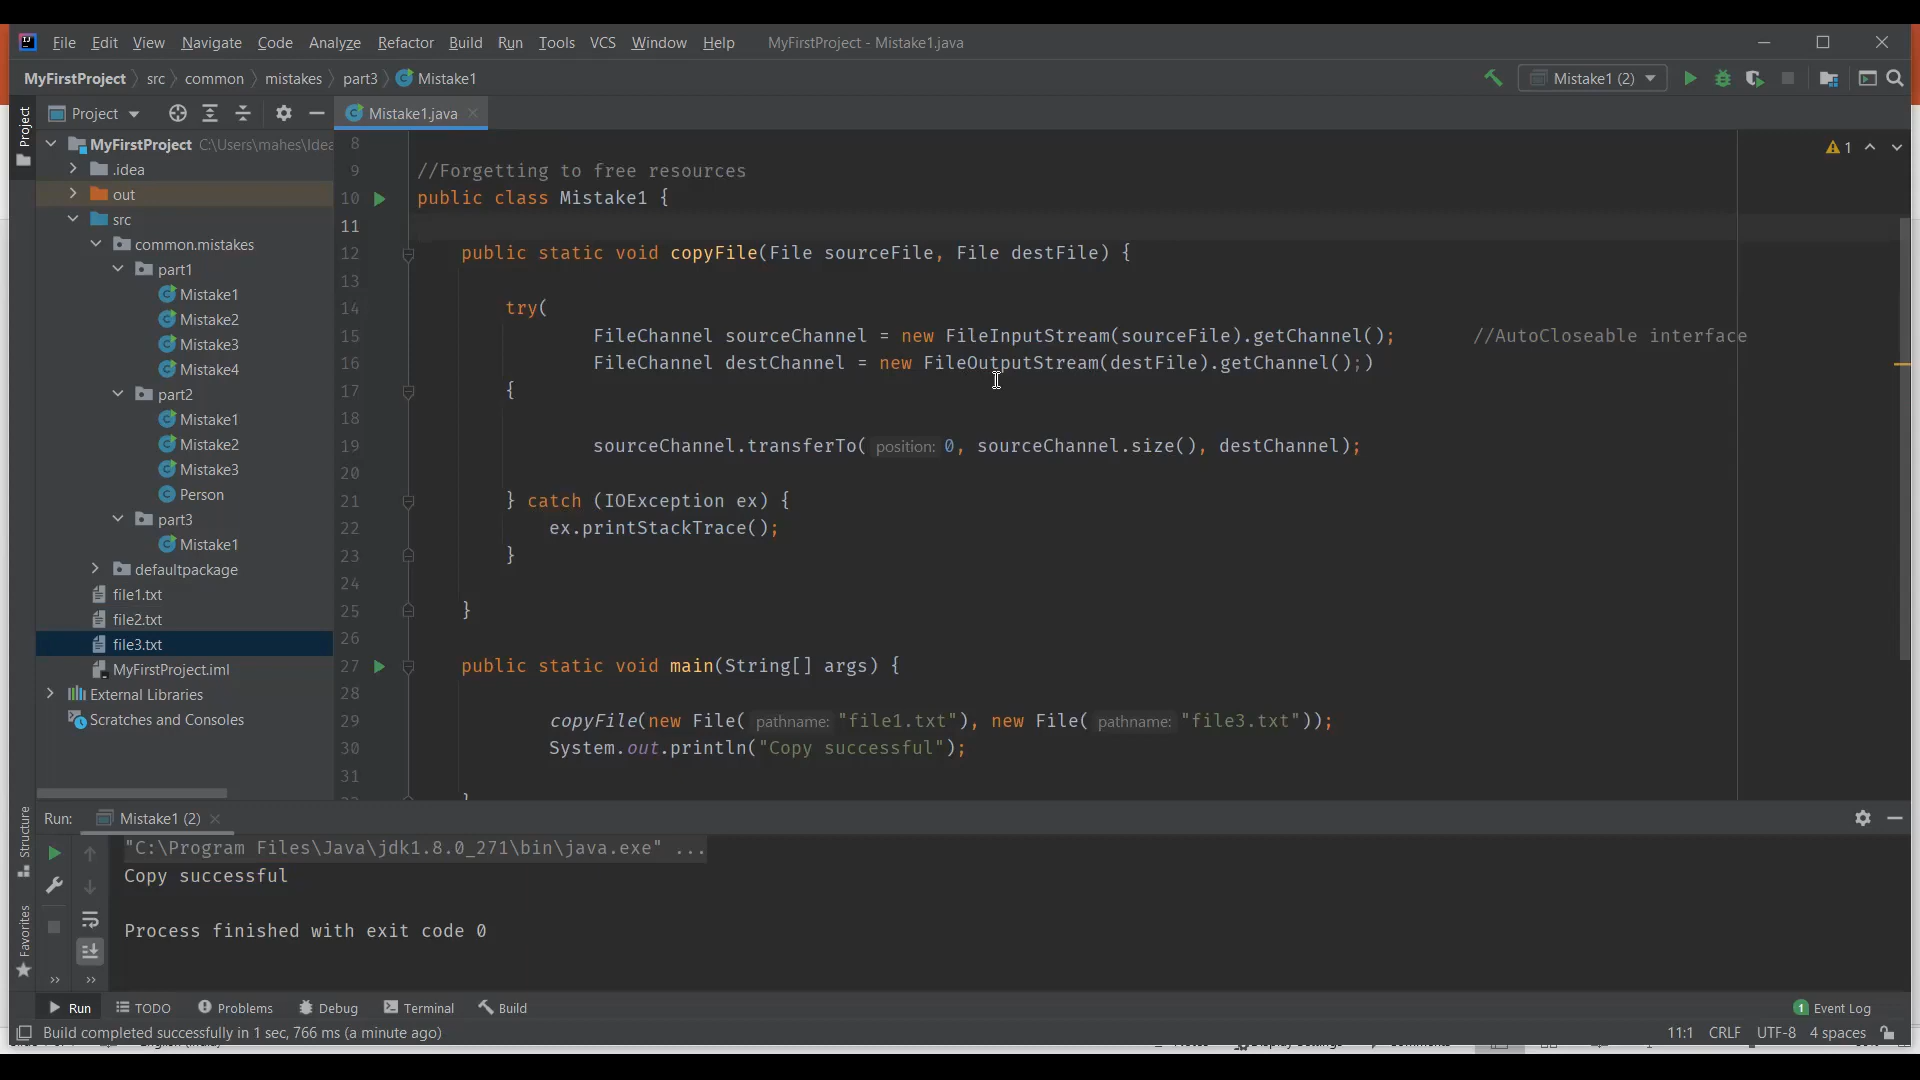 File Edit View Navigate Code Analyze Refactor Build Run Tools VCS Window Help MyFirstProject - Mistake1.java
MyFirstProject src common mistakes part3 Mistake1 Mistake1 (2)
Project
Project
MyFirstProject C:\Users\mahes\Idea
.idea
out
src
common.mistakes
part1
Mistake1
Mistake2
Mistake3
Mistake4
part2
Mistake1
Mistake2
Mistake3
Person
part3
Mistake1
defaultpackage
file1.txt
file2.txt
file3.txt
MyFirstProject.iml
External Libraries
Scratches and Consoles
Mistake1.java
1
8
9 //Forgetting to free resources
10 public class Mistake1 {
11
12 public static void copyFile(File sourceFile, File destFile) {
13
14 try(
15 FileChannel sourceChannel = new FileInputStream(sourceFile).getChannel(); //AutoCloseable interface
16 FileChannel destChannel = new FileOutputStream(destFile).getChannel();)
17 {
18
19 sourceChannel.transferTo( position: 0, sourceChannel.size(), destChannel);
20
21 } catch (IOException ex) {
22 ex.printStackTrace();
23 }
24
25 }
26
27 public static void main(String[] args) {
28
29 copyFile(new File( pathname: "file1.txt"), new File( pathname: "file3.txt"));
30 System.out.println("Copy successful");
31
Structure
Favorites
Run: Mistake1 (2)
"C:\Program Files\Java\jdk1.8.0_271\bin\java.exe" ...
Copy successful
Process finished with exit code 0
Run TODO Problems Debug Terminal Build 1 Event Log
Build completed successfully in 1 sec, 766 ms (a minute ago) 11:1 CRLF UTF-8 4 spaces